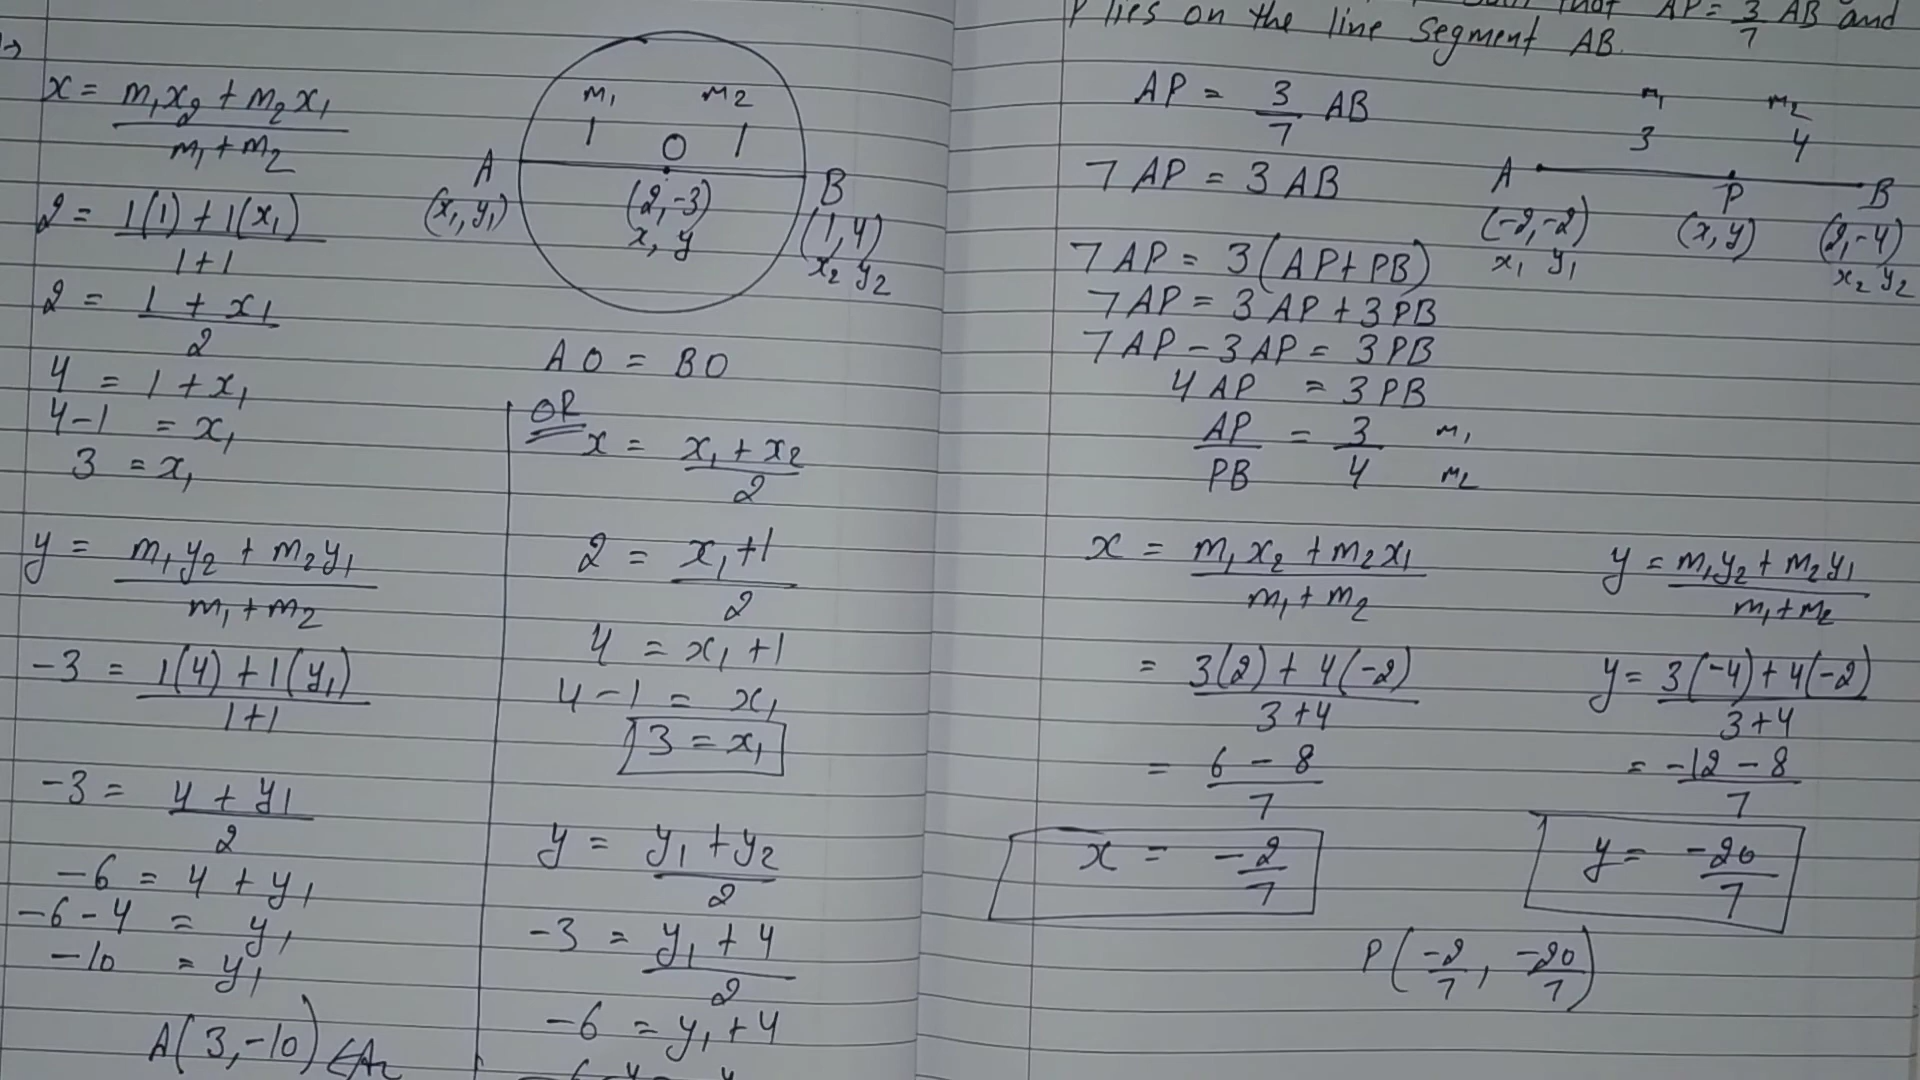 x = m₁x₂ + m₂x₁
m₁ + m₂
2 = 1(1) + 1(x₁)
1 + 1
2 = 1 + x₁
2
4 = 1 + x₁
4 - 1 = x₁
3 = x₁
y = m₁y₂ + m₂y₁
m₁ + m₂
-3 = 1(4) + 1(y₁)
1+1
-3 = 4 + y₁
2
-6 = 4 + y₁
-6 - 4 = y₁
-10 = y₁
A(3, -10)
m₁ m₂
1 O 1
A B
(x₁, y₁) (2, -3) (1, 4)
x, y x₂ y₂
AO = BO
OR
x = x₁ + x₂
2
2 = x₁ + 1
2
4 = x₁ + 1
4 - 1 = x₁
3 = x₁
y = y₁ + y₂
2
-3 = y₁ + 4
2
-6 = y₁ + 4
that AP = 3/7 AB and
P lies on the line segment AB.
AP = 3/7 AB
7 AP = 3 AB
7 AP = 3(AP + PB)
7 AP = 3 AP + 3 PB
7 AP - 3 AP = 3 PB
4 AP = 3 PB
AP/PB = 3/4 m₁ m₂
m₁ m₂
3 4
A P B
(-2, -2) (x, y) (2, -4)
x₁ y₁ x₂ y₂
x = m₁x₂ + m₂x₁
m₁ + m₂
= 3(2) + 4(-2)
3 + 4
= 6 - 8
7
x = -2/7
y = m₁y₂ + m₂y₁
m₁ + m₂
y = 3(-4) + 4(-2)
3 + 4
= -12 - 8
7
y = -20/7
P(-2/7, -20/7)